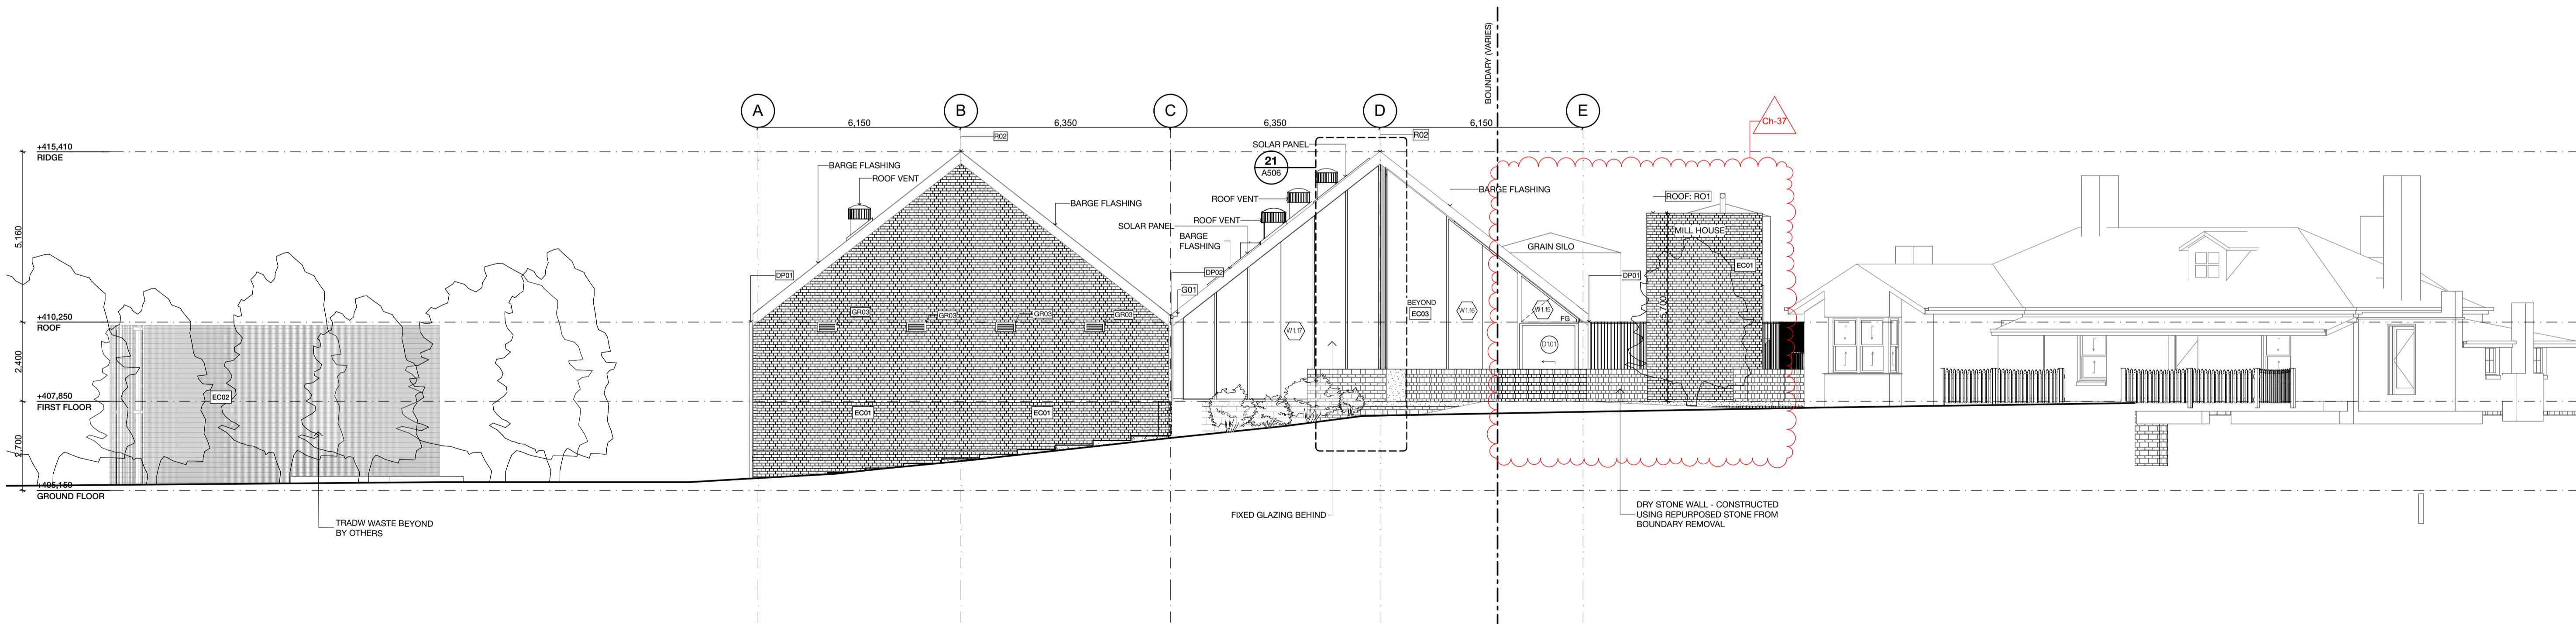 BOUNDARY (VARIES)
A
B
C
D
E
6,150
6,350
6,350
6,150
Ch-37
R02
R02
+415,410
RIDGE
SOLAR PANEL
21
A506
BARGE FLASHING
ROOF VENT
BARGE FLASHING
ROOF VENT
BARGE FLASHING
ROOF: RO1
ROOF VENT
SOLAR PANEL
MILL HOUSE
BARGE
FLASHING
GRAIN SILO
5,160
EC01
DP01
DP02
DP01
G01
5,700
BEYOND
EC03
GR03
GR03
GR03
GR03
W1.17
W1.16
W1.15
FG
D1.01
+410,250
ROOF
2,400
EC02
+407,850
FIRST FLOOR
EC01
EC01
2,700
+405,150
GROUND FLOOR
TRADW WASTE BEYOND
BY OTHERS
FIXED GLAZING BEHIND
DRY STONE WALL - CONSTRUCTED
USING REPURPOSED STONE FROM
BOUNDARY REMOVAL